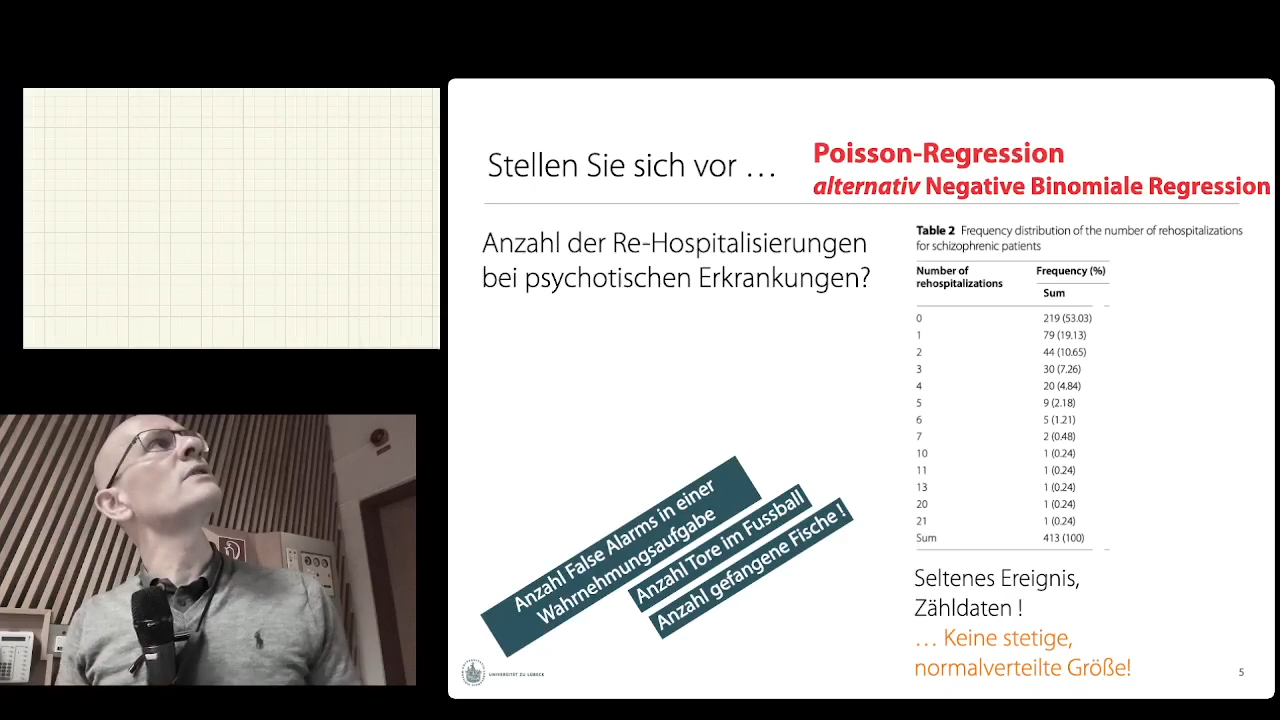 Stellen Sie sich vor …
Poisson-Regression
alternativ Negative Binomiale Regression
Anzahl der Re-Hospitalisierungen
bei psychotischen Erkrankungen?
Table 2 Frequency distribution of the number of rehospitalizations
for schizophrenic patients
Number of
rehospitalizations
Frequency (%)
Sum
0 219 (53.03)
1 79 (19.13)
2 44 (10.65)
3 30 (7.26)
4 20 (4.84)
5 9 (2.18)
6 5 (1.21)
7 2 (0.48)
10 1 (0.24)
11 1 (0.24)
13 1 (0.24)
20 1 (0.24)
21 1 (0.24)
Sum 413 (100)
Anzahl False Alarms in einer
Wahrnehmungsaufgabe
Anzahl Tore im Fussball
Anzahl gefangene Fische !
Seltenes Ereignis,
Zähldaten !
… Keine stetige,
normalverteilte Größe!
UNIVERSITÄT ZU LÜBECK
5